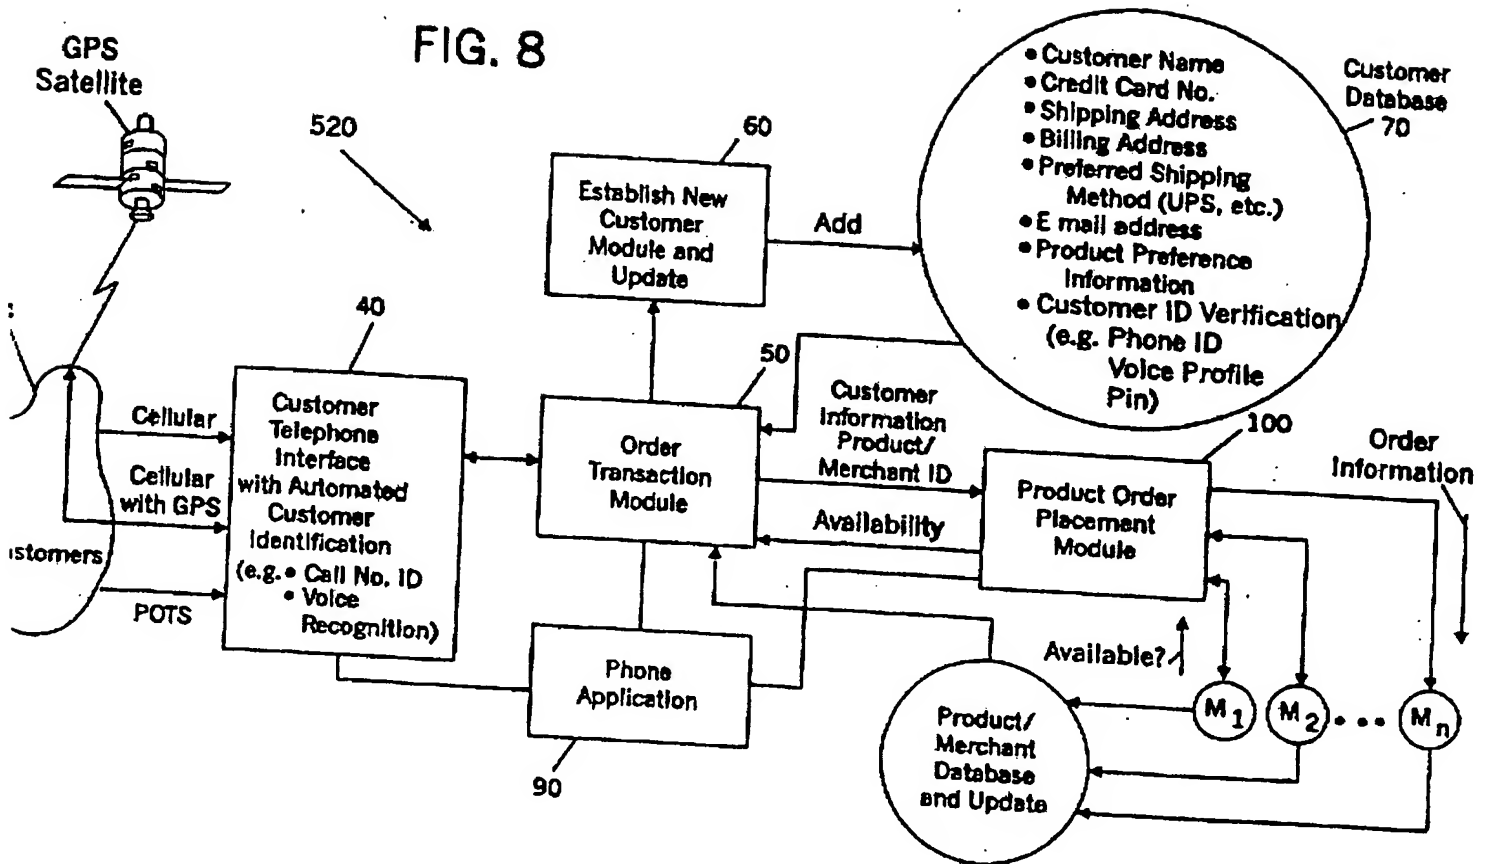 FIG. 8
GPS
Satellite
520
60
Establish New
Customer
Module and
Update
Add
• Customer Name
• Credit Card No.
• Shipping Address
• Billing Address
• Preferred Shipping
Method (UPS, etc.)
• E mail address
• Product Preference
Information
• Customer ID Verification
(e.g. Phone ID
Voice Profile
Pin)
Customer
Database
70
40
Cellular
Cellular
with GPS
stomers
POTS
Customer
Telephone
Interface
with Automated
Customer
Identification
(e.g. • Call No. ID
• Voice
Recognition)
50
Order
Transaction
Module
Customer
Information
Product/
Merchant ID
Availability
100
Product Order
Placement
Module
Order
Information
Phone
Application
90
Available?
M1
M2
• • •
Mn
Product/
Merchant
Database
and Update